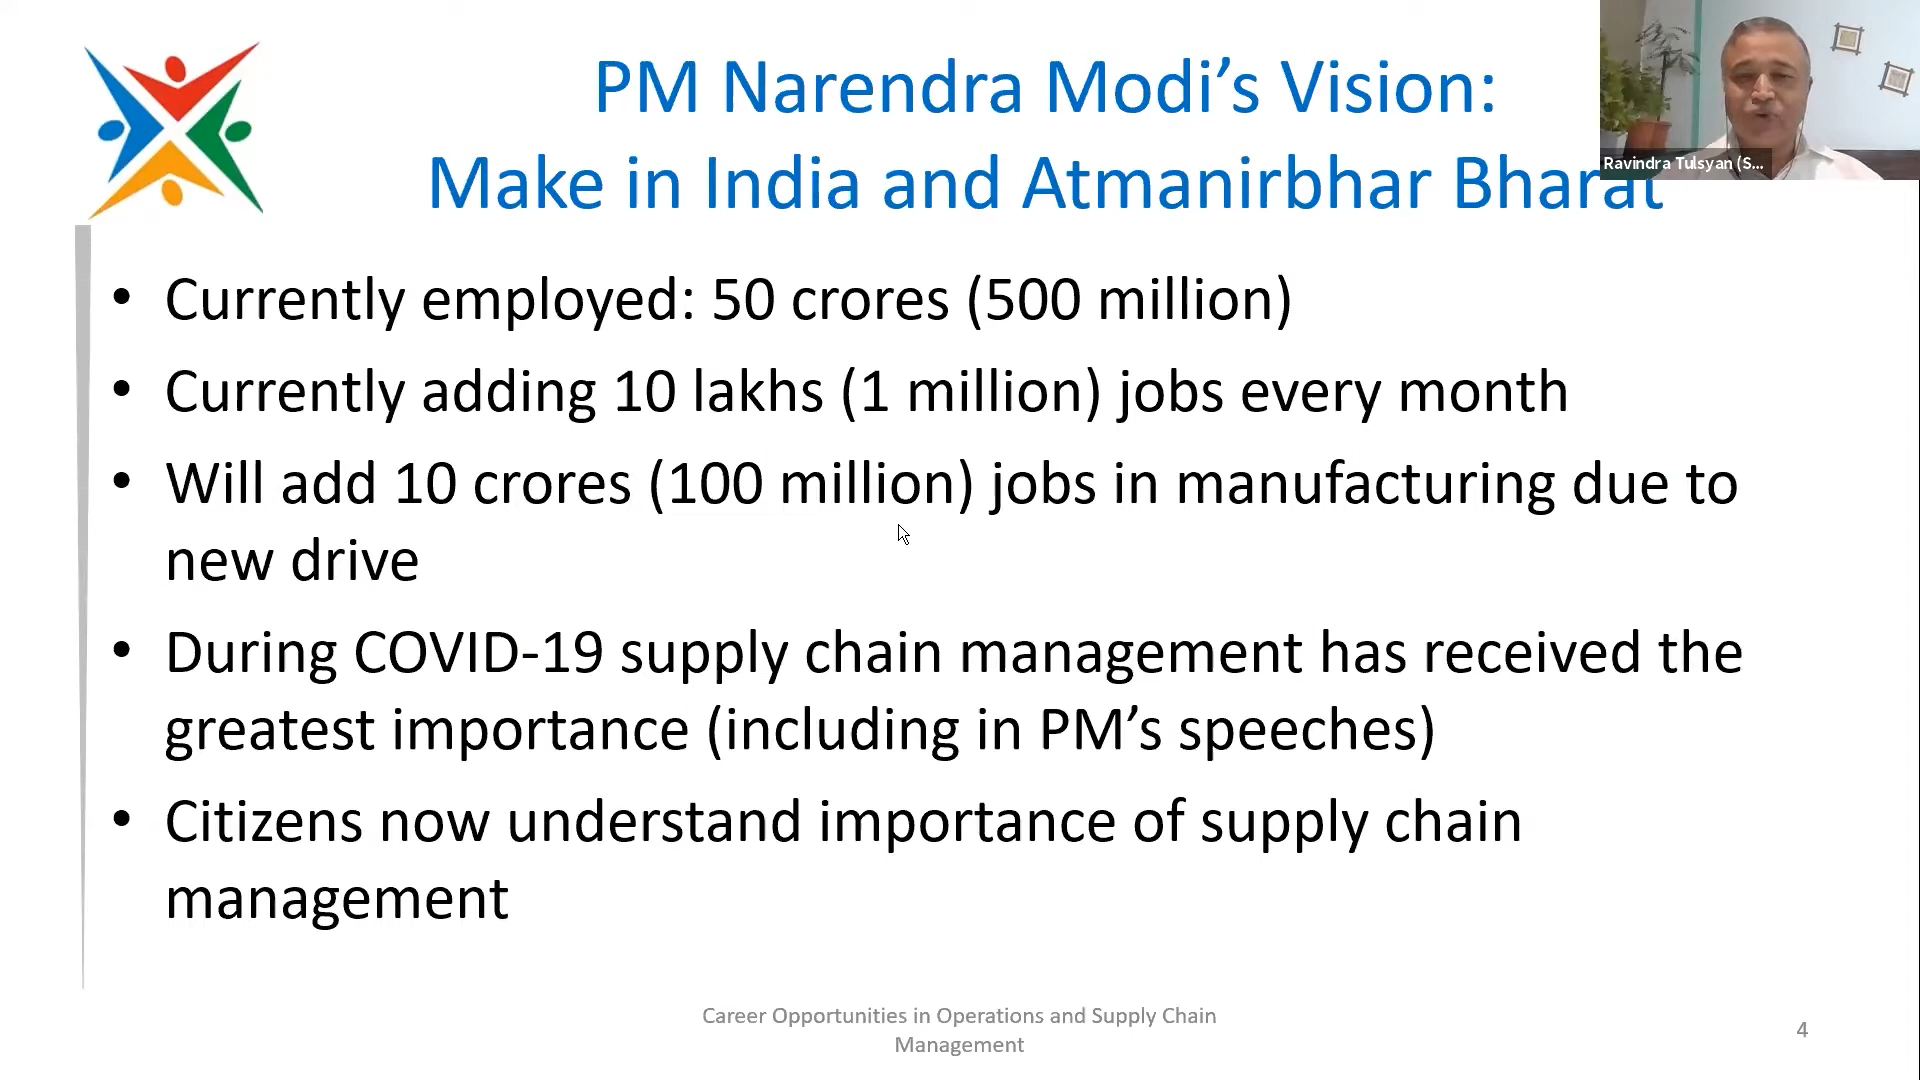 PM Narendra Modi’s Vision:
Make in India and Atmanirbhar Bharat
Ravindra Tulsyan (S...
• Currently employed: 50 crores (500 million)
• Currently adding 10 lakhs (1 million) jobs every month
• Will add 10 crores (100 million) jobs in manufacturing due to
new drive
• During COVID-19 supply chain management has received the
greatest importance (including in PM’s speeches)
• Citizens now understand importance of supply chain
management
Career Opportunities in Operations and Supply Chain
Management
4